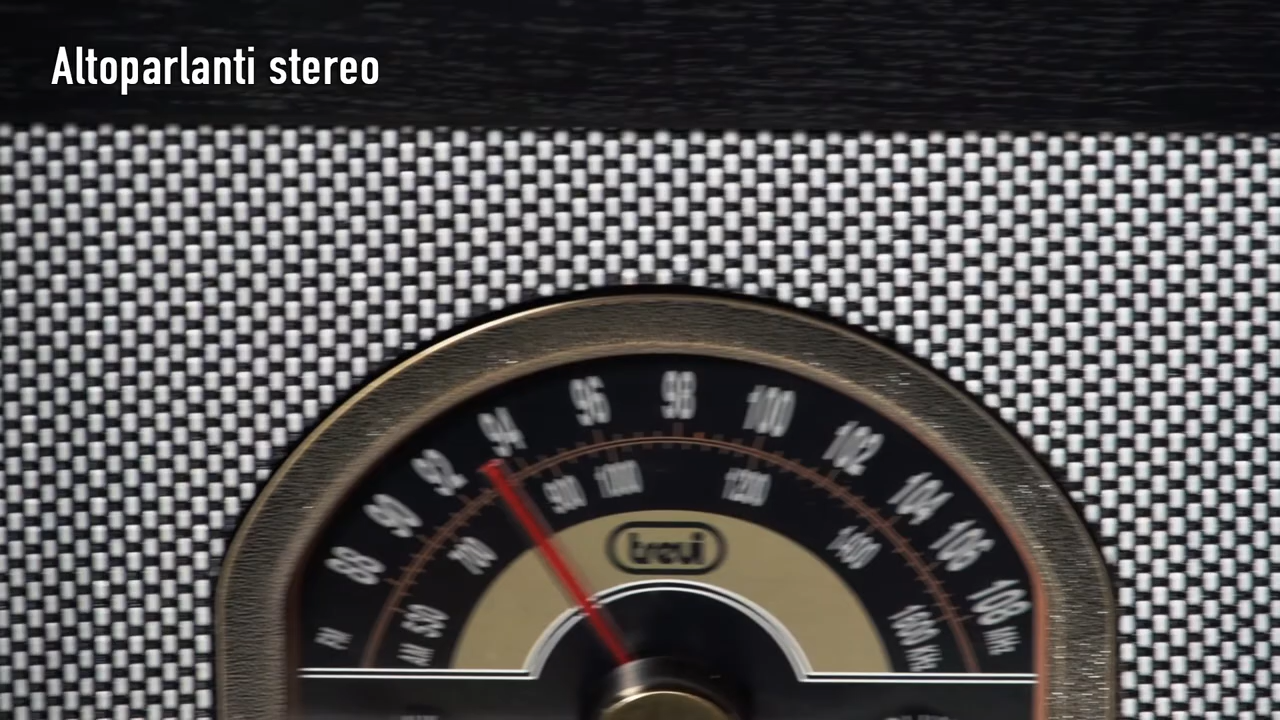 Altoparlanti stereo
88 90 92 94 96 98 100 102 104 106 108 MHz
FM
AM 530 700 900 1000 1200 1400 1600 KHz
trevi